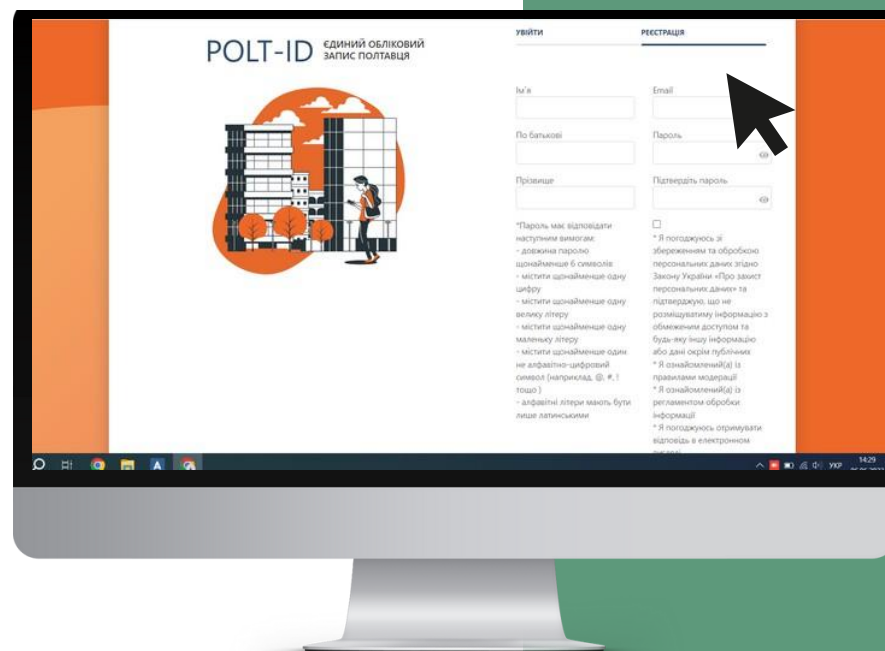 POLT-ID
ЄДИНИЙ ОБЛІКОВИЙ
ЗАПИС ПОЛТАВЦЯ
УВІЙТИ
РЕЄСТРАЦІЯ
Ім'я
Email
По батькові
Пароль
Прізвище
Підтвердіть пароль
*Пароль має відповідати
наступним вимогам:
- довжина паролю
щонайменше 6 символів
- містити щонайменше одну
цифру
- містити щонайменше одну
велику літеру
- містити щонайменше одну
маленьку літеру
- містити щонайменше один
не алфавітно-цифровий
символ (наприклад, @, #, !
тощо )
- алфавітні літери мають бути
лише латинськими
* Я погоджуюсь зі
збереженням та обробкою
персональних даних згідно
Закону України «Про захист
персональних даних» та
підтверджую, що не
розміщуватиму інформацію з
обмеженим доступом та
будь-яку іншу інформацію
або дані окрім публічних
* Я ознайомлений(а) із
правилами модерації
* Я ознайомлений(а) із
регламентом обробки
інформації
* Я погоджуюсь отримувати
відповідь в електронном
УКР
14:29